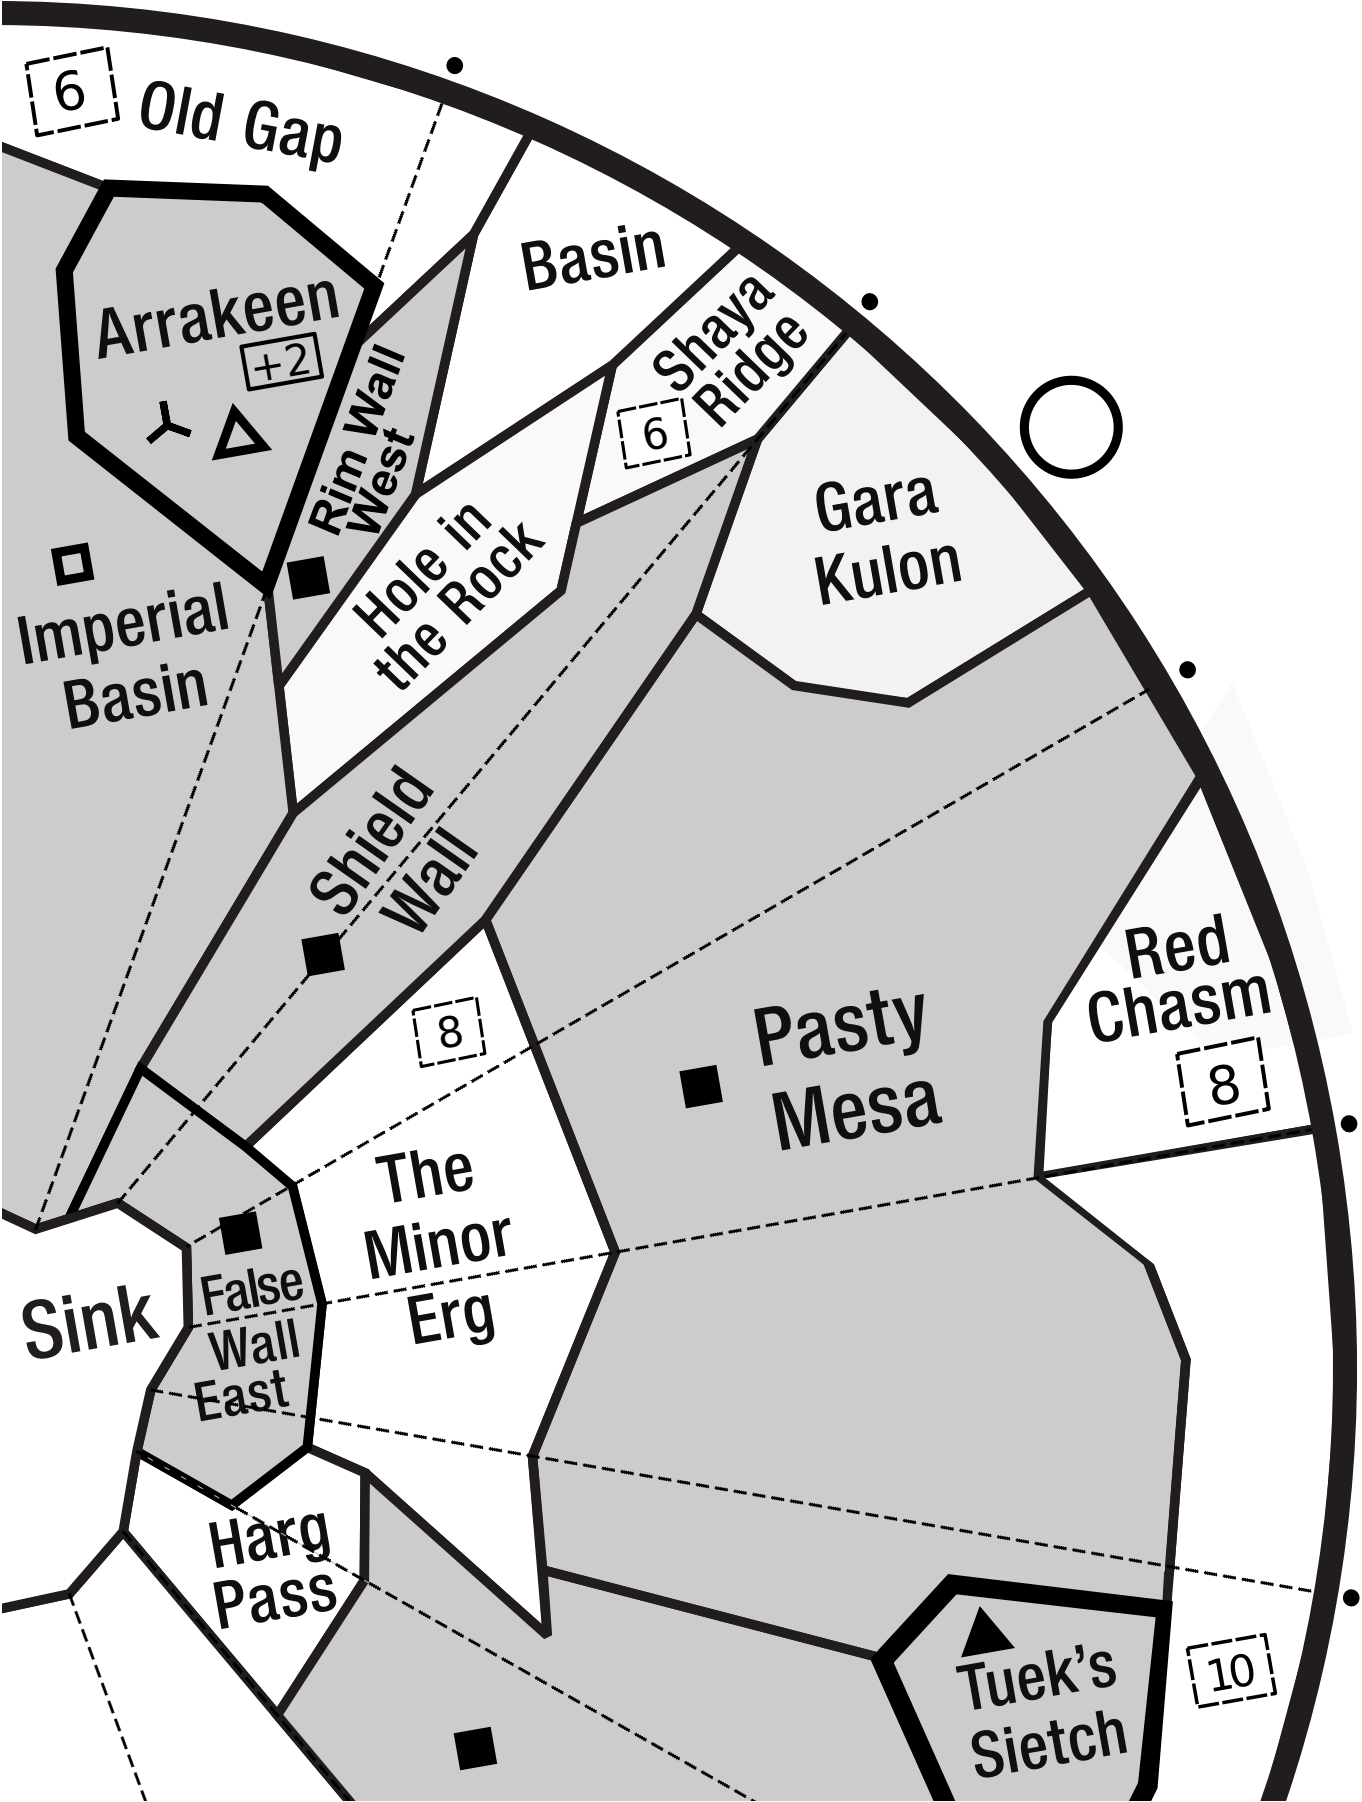 6
Old Gap
Basin
Arrakeen
+2
Shaya
Ridge
6
Rim Wall
West
Gara
Kulon
Hole in
the Rock
Imperial
Basin
Shield
Wall
Red
Chasm
8
8
Pasty
Mesa
The
Minor
Erg
False
Wall
East
Sink
Harg
Pass
Tuek's
Sietch
10